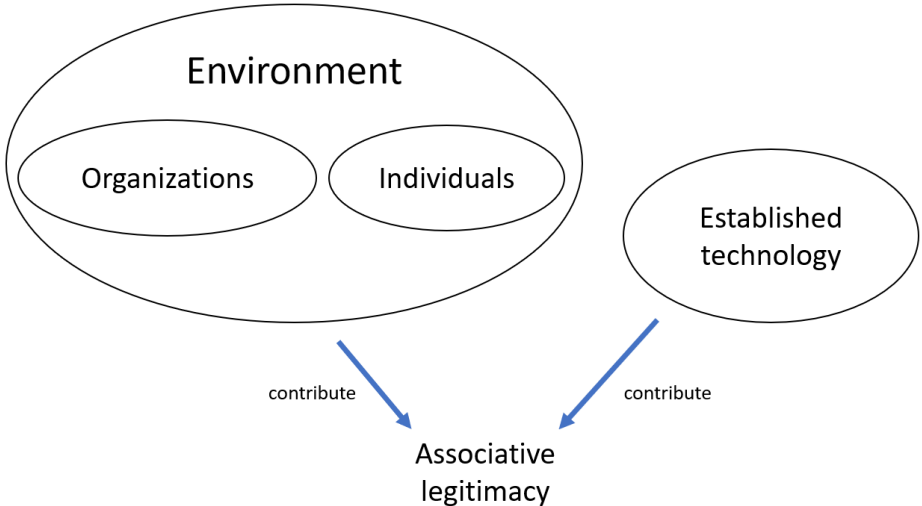 Environment
Organizations
Individuals
Established
technology
contribute
contribute
Associative
legitimacy